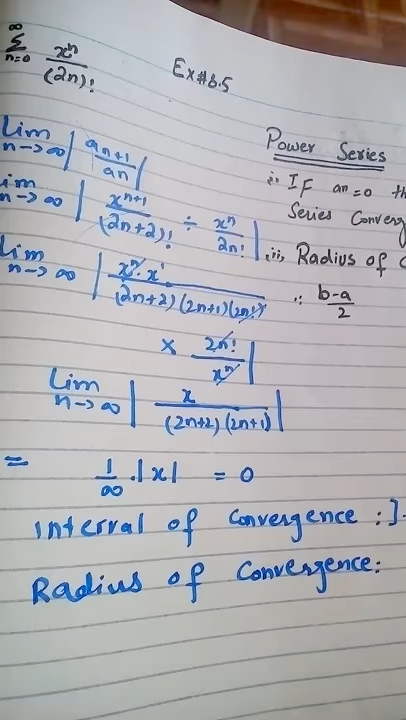 ∞
Σ xⁿ/(2n)!
n=0
Ex#8.5
Lim n->∞ | aₙ₊₁/aₙ |
Lim n->∞ | xⁿ⁺¹/(2n+2)! ÷ xⁿ/2n! |
Lim n->∞ | xⁿ. x¹/(2n+2)(2n+1)(2n!)
× 2n!/xⁿ |
Lim n->∞ | x/(2n+2)(2n+1) |
= 1/∞ . |x| = 0
Interval of Convergence : ]-
Radius of Convergence:
Power Series
i. IF an=0
Series
ii, Radius of
∵ b-a/2